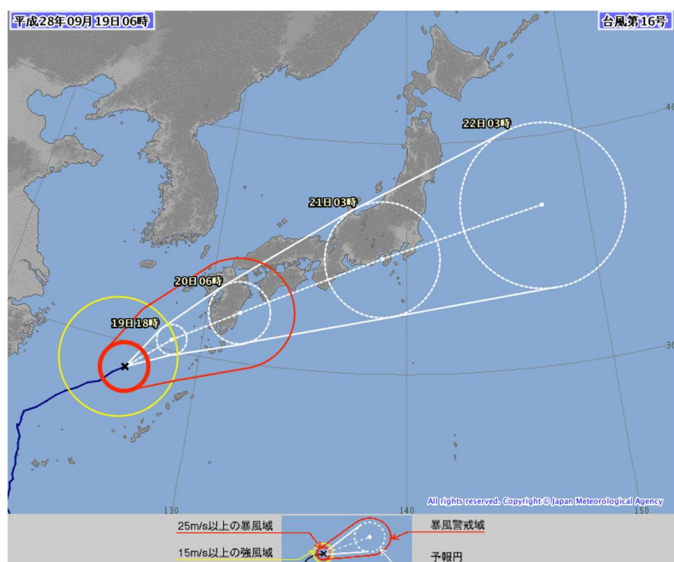 平成28年09月19日06時
台風第16号
40
22日03時
21日03時
20日06時
19日18時
30
All rights reserved. Copyright © Japan Meteorological Agency
130
140
150
25m/s以上の暴風域
暴風警戒域
15m/s以上の強風域
予報円